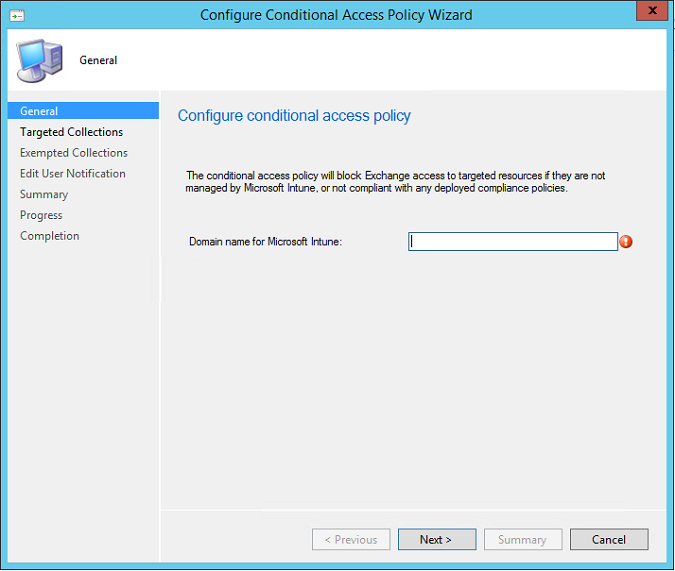 Configure Conditional Access Policy Wizard
x
General
General
Targeted Collections
Exempted Collections
Edit User Notification
Summary
Progress
Completion
Configure conditional access policy
The conditional access policy will block Exchange access to targeted resources if they are not
managed by Microsoft Intune, or not compliant with any deployed compliance policies.
Domain name for Microsoft Intune:
!
< Previous
Next >
Summary
Cancel